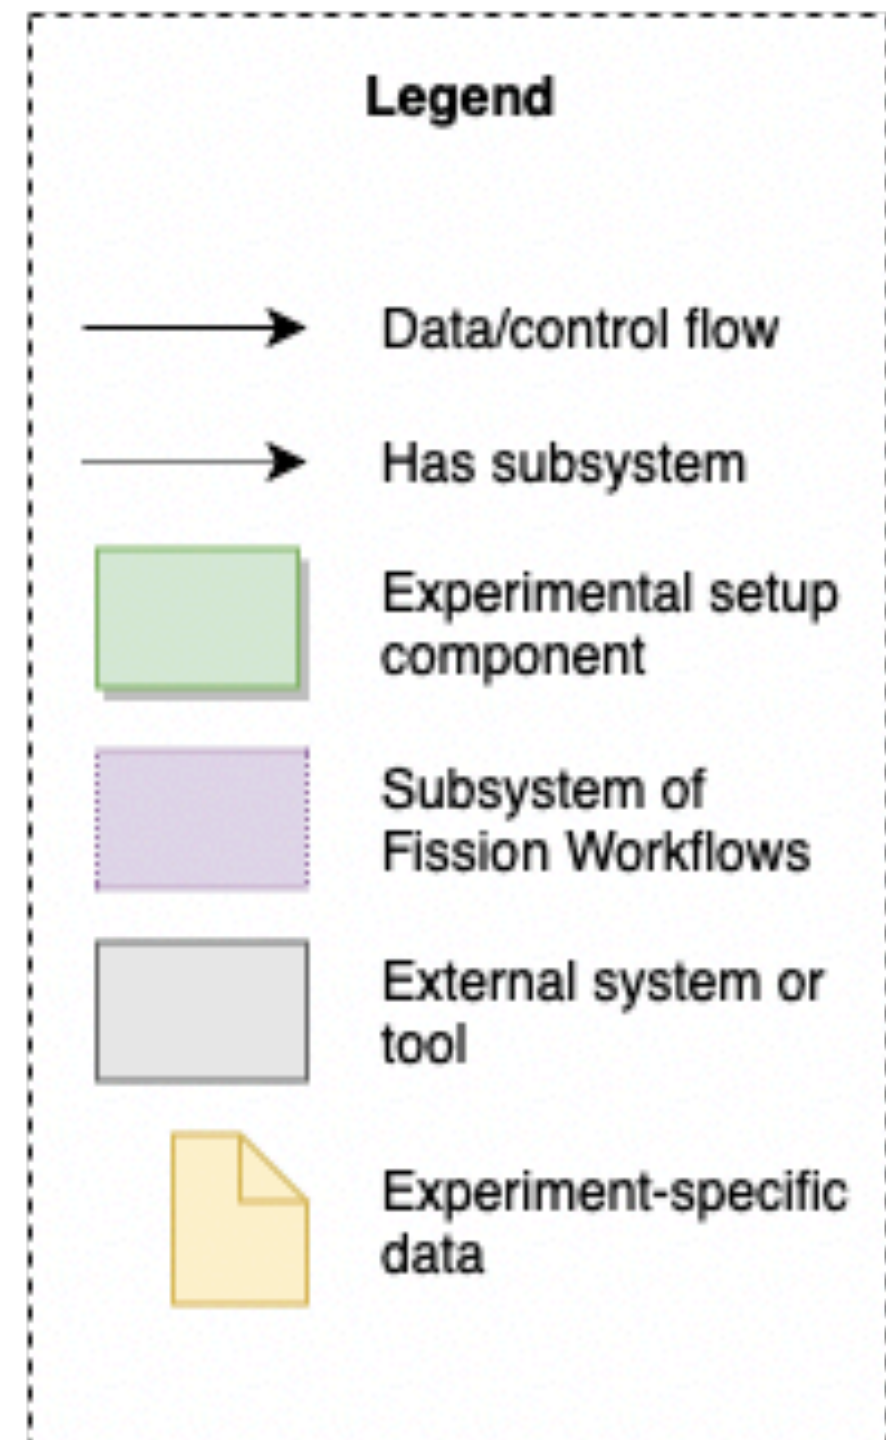 Legend
Data/control flow
Has subsystem
Experimental setup
component
Subsystem of
Fission Workflows
External system or
tool
Experiment-specific
data